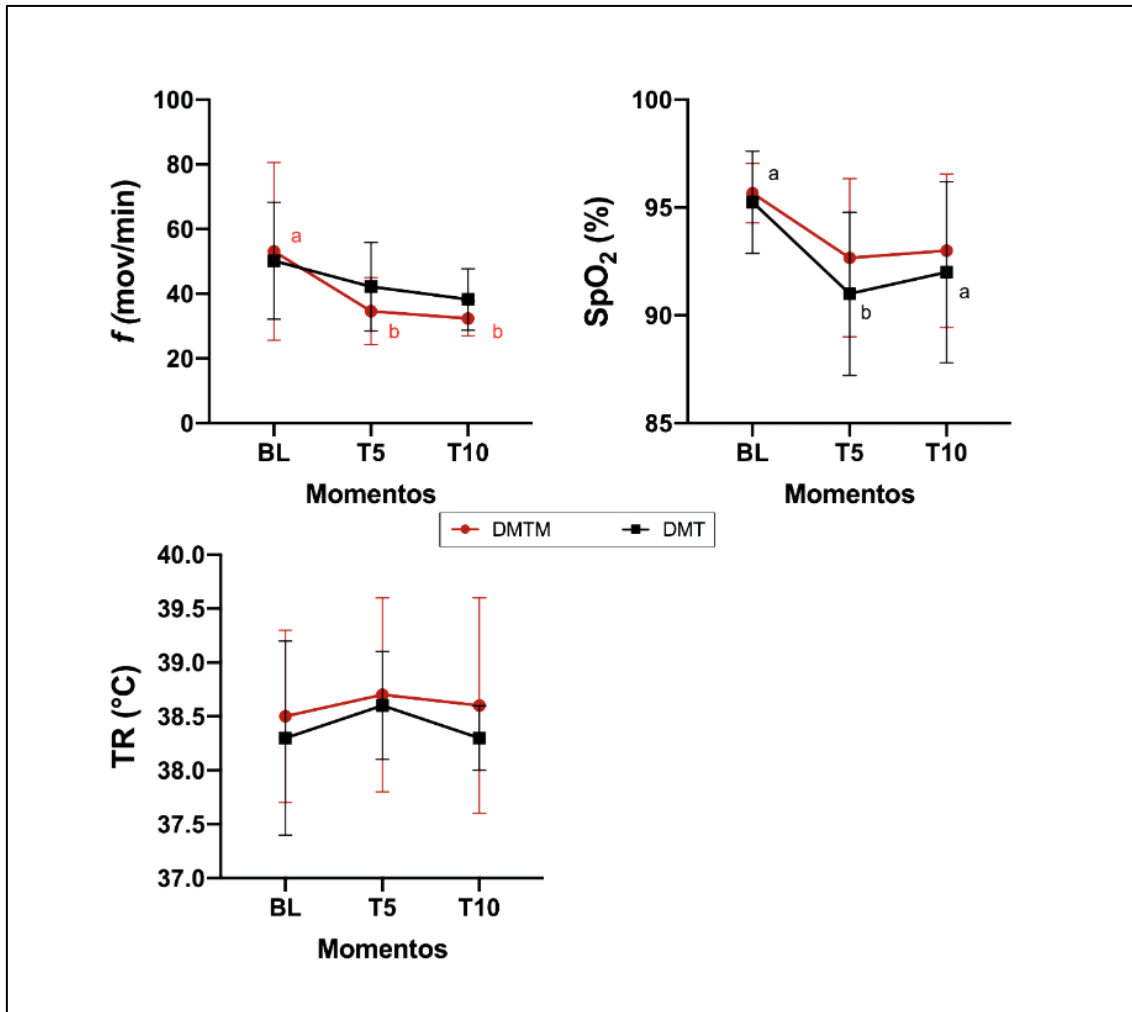 f (mov/min)
100
80
60
40
20
0
a
b
b
BL T5 T10
Momentos
SpO2 (%)
100
95
90
85
a
b
a
BL T5 T10
Momentos
DMTM DMT
TR (°C)
40.0
39.5
39.0
38.5
38.0
37.5
37.0
BL T5 T10
Momentos